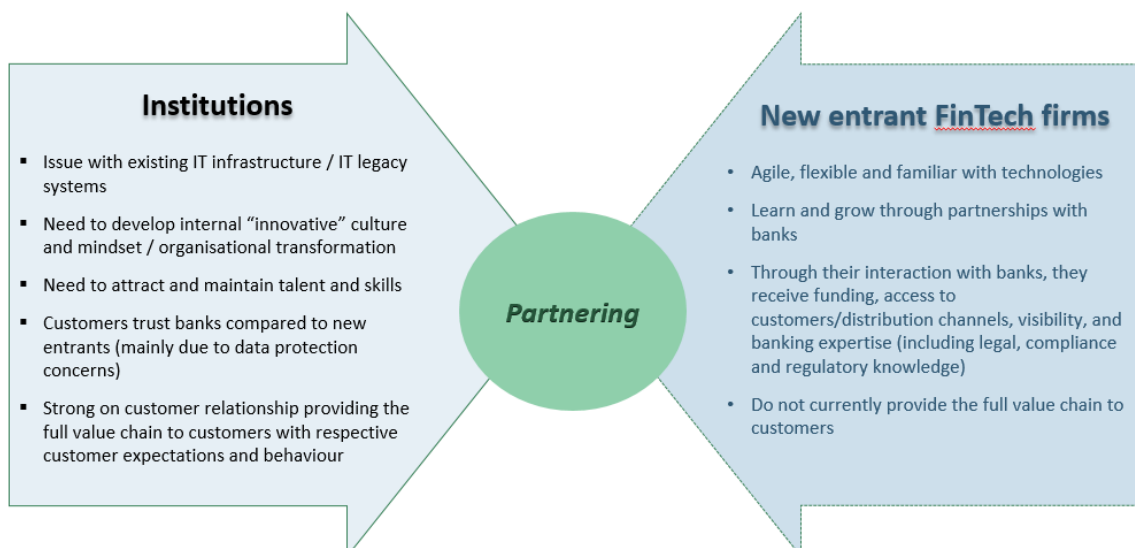 Institutions
▪ Issue with existing IT infrastructure / IT legacy
systems
▪ Need to develop internal “innovative” culture
and mindset / organisational transformation
▪ Need to attract and maintain talent and skills
▪ Customers trust banks compared to new
entrants (mainly due to data protection
concerns)
▪ Strong on customer relationship providing the
full value chain to customers with respective
customer expectations and behaviour
Partnering
New entrant FinTech firms
• Agile, flexible and familiar with technologies
• Learn and grow through partnerships with
banks
• Through their interaction with banks, they
receive funding, access to
customers/distribution channels, visibility, and
banking expertise (including legal, compliance
and regulatory knowledge)
• Do not currently provide the full value chain to
customers